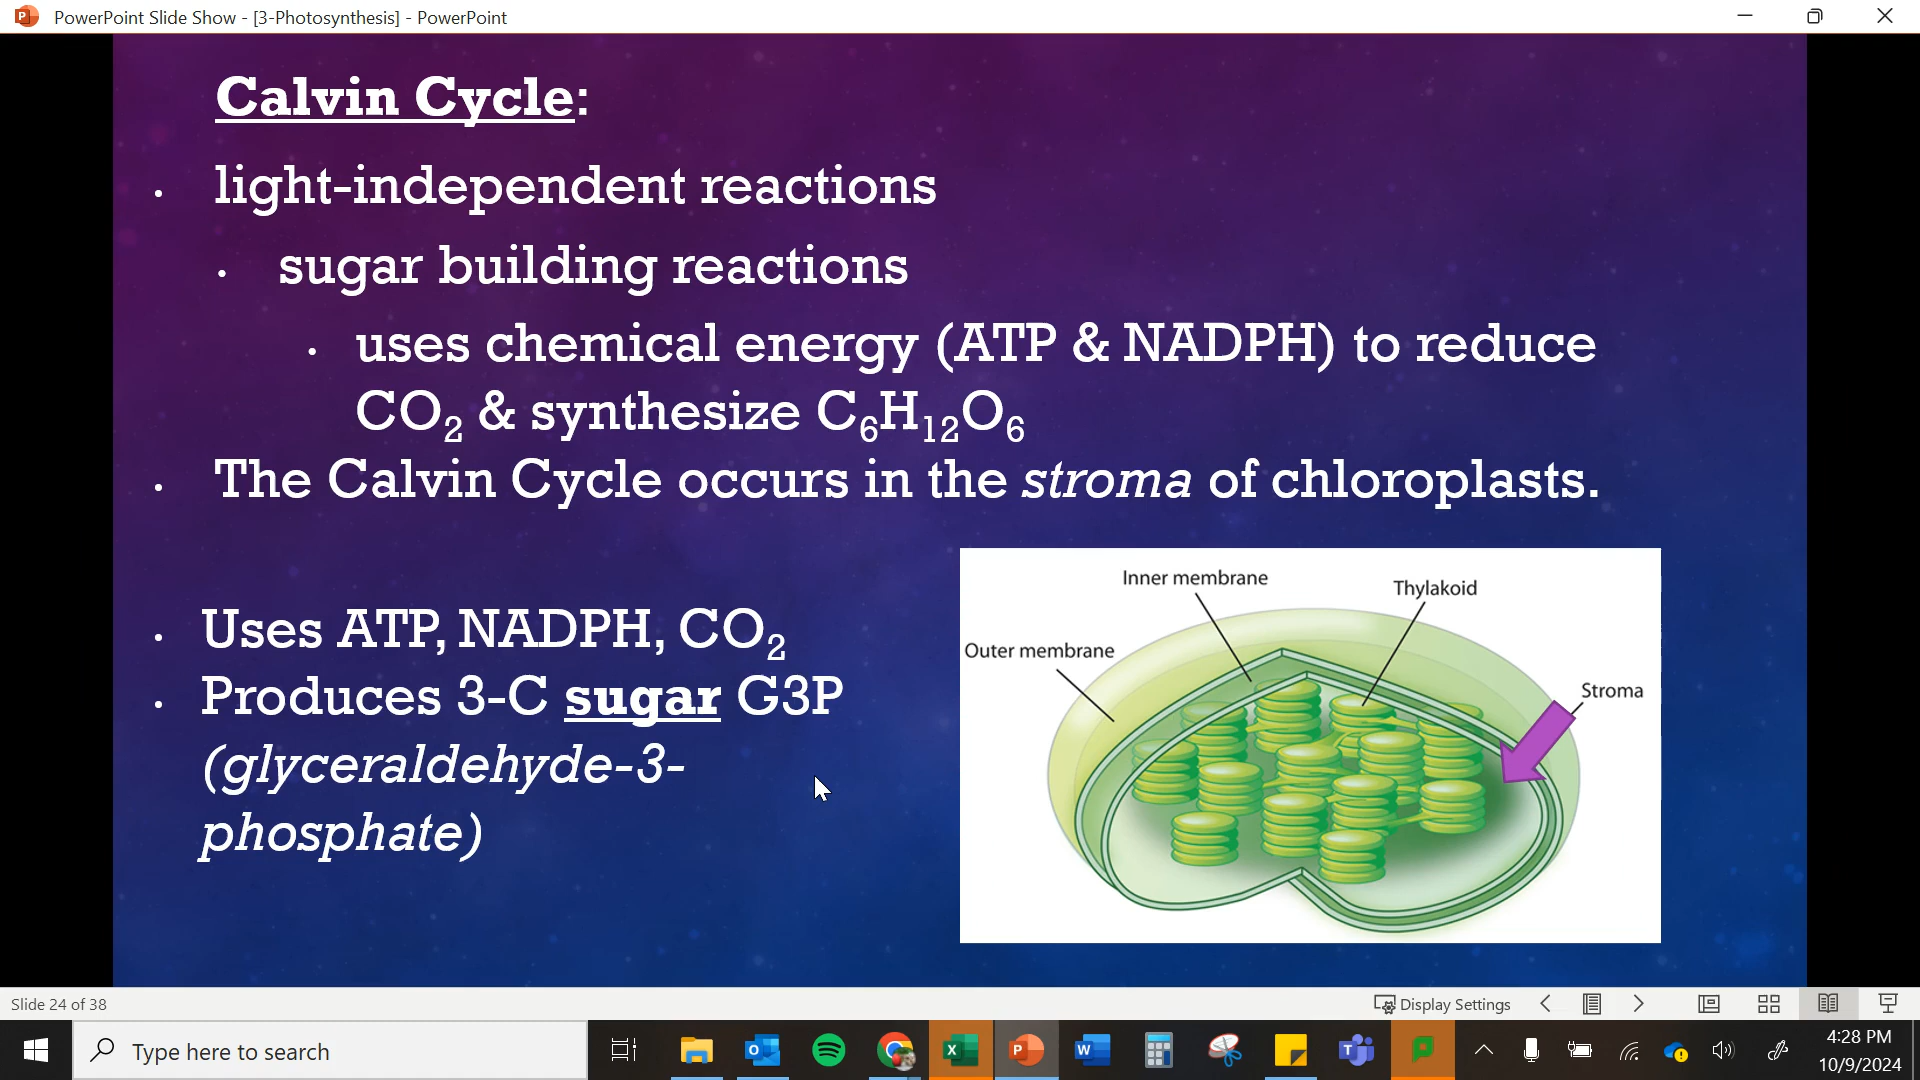 PowerPoint Slide Show - [3-Photosynthesis] - PowerPoint
Calvin Cycle:
• light-independent reactions
• sugar building reactions
• uses chemical energy (ATP & NADPH) to reduce
CO₂ & synthesize C₆H₁₂O₆
• The Calvin Cycle occurs in the stroma of chloroplasts.
• Uses ATP, NADPH, CO₂
• Produces 3-C sugar G3P
(glyceraldehyde-3-
phosphate)
Inner membrane
Thylakoid
Outer membrane
Stroma
Slide 24 of 38
Display Settings
Type here to search
4:28 PM
10/9/2024